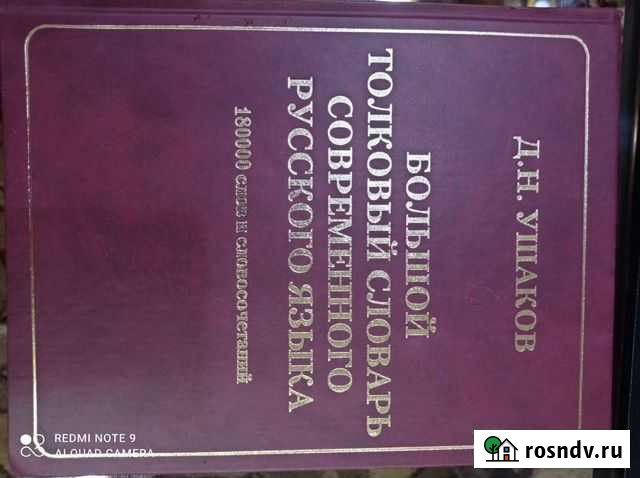 Д.Н. УШАКОВ
БОЛЬШОЙ
ТОЛКОВЫЙ СЛОВАРЬ
СОВРЕМЕННОГО
РУССКОГО ЯЗЫКА
180000 слов и словосочетаний
REDMI NOTE 9
AI QUAD CAMERA
rosndv.ru